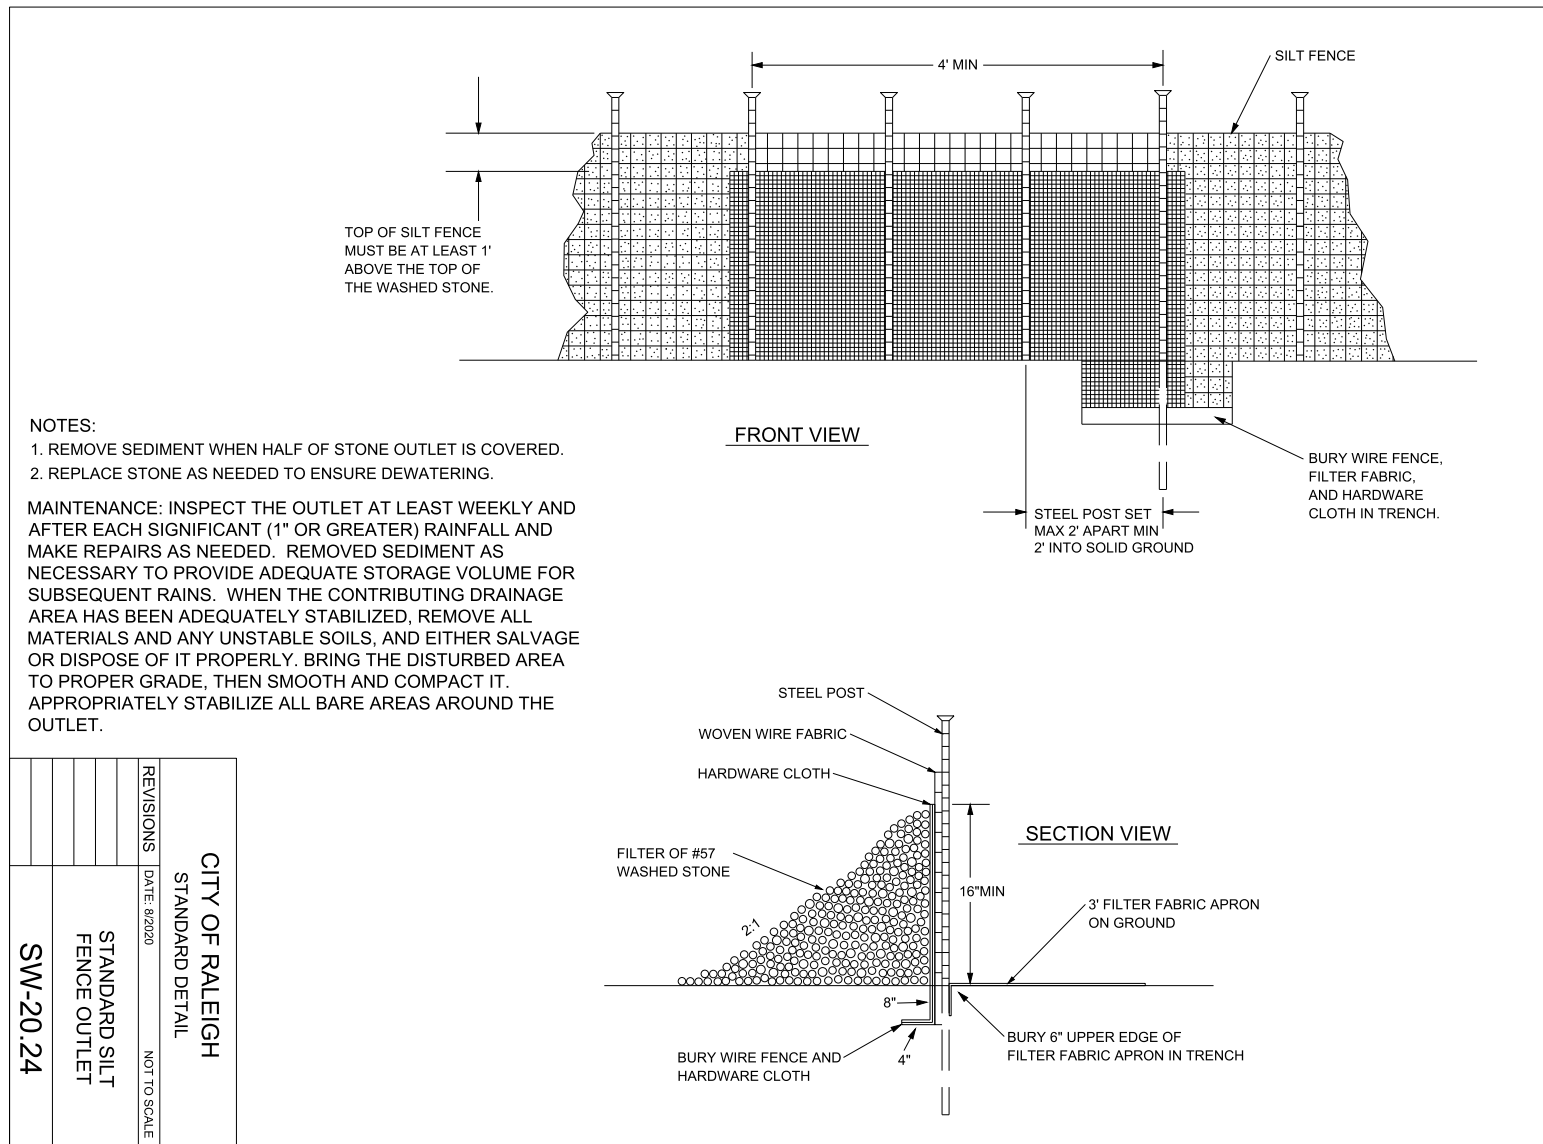 4' MIN
SILT FENCE
TOP OF SILT FENCE
MUST BE AT LEAST 1'
ABOVE THE TOP OF
THE WASHED STONE.
FRONT VIEW
BURY WIRE FENCE,
FILTER FABRIC,
AND HARDWARE
CLOTH IN TRENCH.
STEEL POST SET
MAX 2' APART MIN
2' INTO SOLID GROUND
NOTES:
1. REMOVE SEDIMENT WHEN HALF OF STONE OUTLET IS COVERED.
2. REPLACE STONE AS NEEDED TO ENSURE DEWATERING.
MAINTENANCE: INSPECT THE OUTLET AT LEAST WEEKLY AND
AFTER EACH SIGNIFICANT (1" OR GREATER) RAINFALL AND
MAKE REPAIRS AS NEEDED. REMOVED SEDIMENT AS
NECESSARY TO PROVIDE ADEQUATE STORAGE VOLUME FOR
SUBSEQUENT RAINS. WHEN THE CONTRIBUTING DRAINAGE
AREA HAS BEEN ADEQUATELY STABILIZED, REMOVE ALL
MATERIALS AND ANY UNSTABLE SOILS, AND EITHER SALVAGE
OR DISPOSE OF IT PROPERLY. BRING THE DISTURBED AREA
TO PROPER GRADE, THEN SMOOTH AND COMPACT IT.
APPROPRIATELY STABILIZE ALL BARE AREAS AROUND THE
OUTLET.
STEEL POST
WOVEN WIRE FABRIC
HARDWARE CLOTH
SECTION VIEW
FILTER OF #57
WASHED STONE
2:1
16"MIN
3' FILTER FABRIC APRON
ON GROUND
8"
4"
BURY WIRE FENCE AND
HARDWARE CLOTH
BURY 6" UPPER EDGE OF
FILTER FABRIC APRON IN TRENCH
CITY OF RALEIGH
STANDARD DETAIL
REVISIONS
DATE: 8/2020
NOT TO SCALE
STANDARD SILT
FENCE OUTLET
SW-20.24